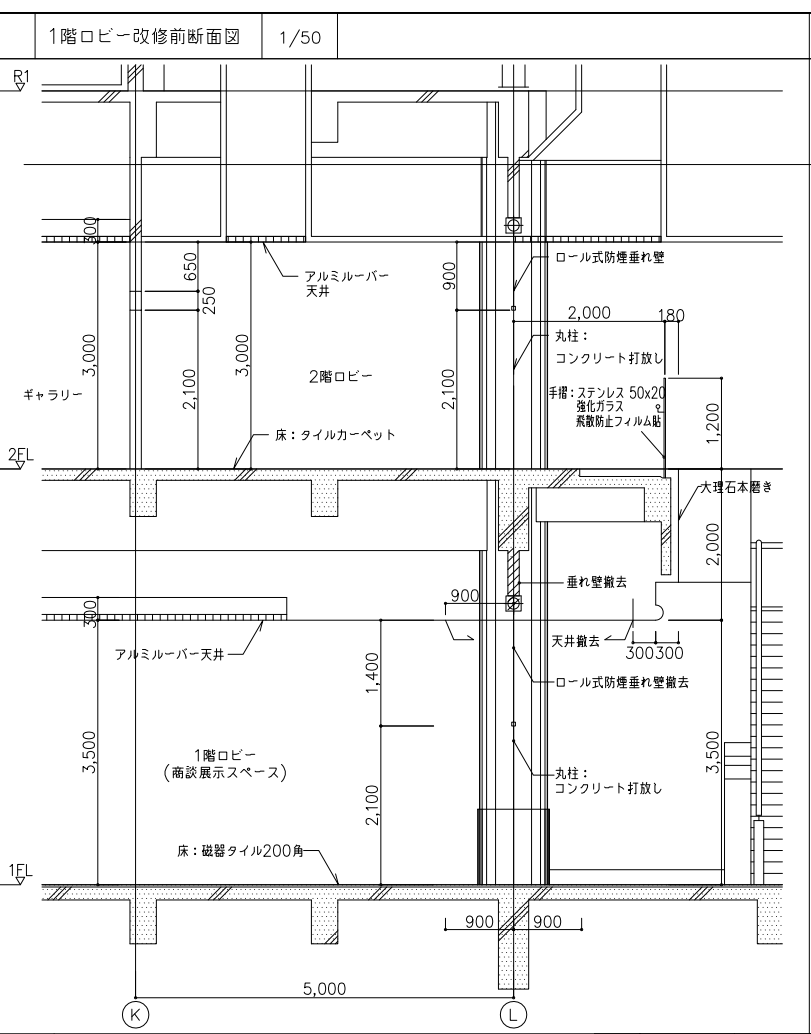 1階ロビー改修前断面図
1/50
R1
300
650
250
900
ロール式防煙垂れ壁
アルミルーバー
天井
2,000
180
丸柱：
コンクリート打放し
3,000
2,100
3,000
2階ロビー
2,100
ギャラリー
手摺：ステンレス 50x20
強化ガラス
飛散防止フィルム貼
1,200
床：タイルカーペット
2FL
大理石本磨き
2,000
垂れ壁撤去
900
300
天井撤去
アルミルーバー天井
300
300
1,400
ロール式防煙垂れ壁撤去
3,500
1階ロビー
(商談展示スペース)
3,500
丸柱：
コンクリート打放し
2,100
床：磁器タイル200角
1FL
900
900
5,000
K
L